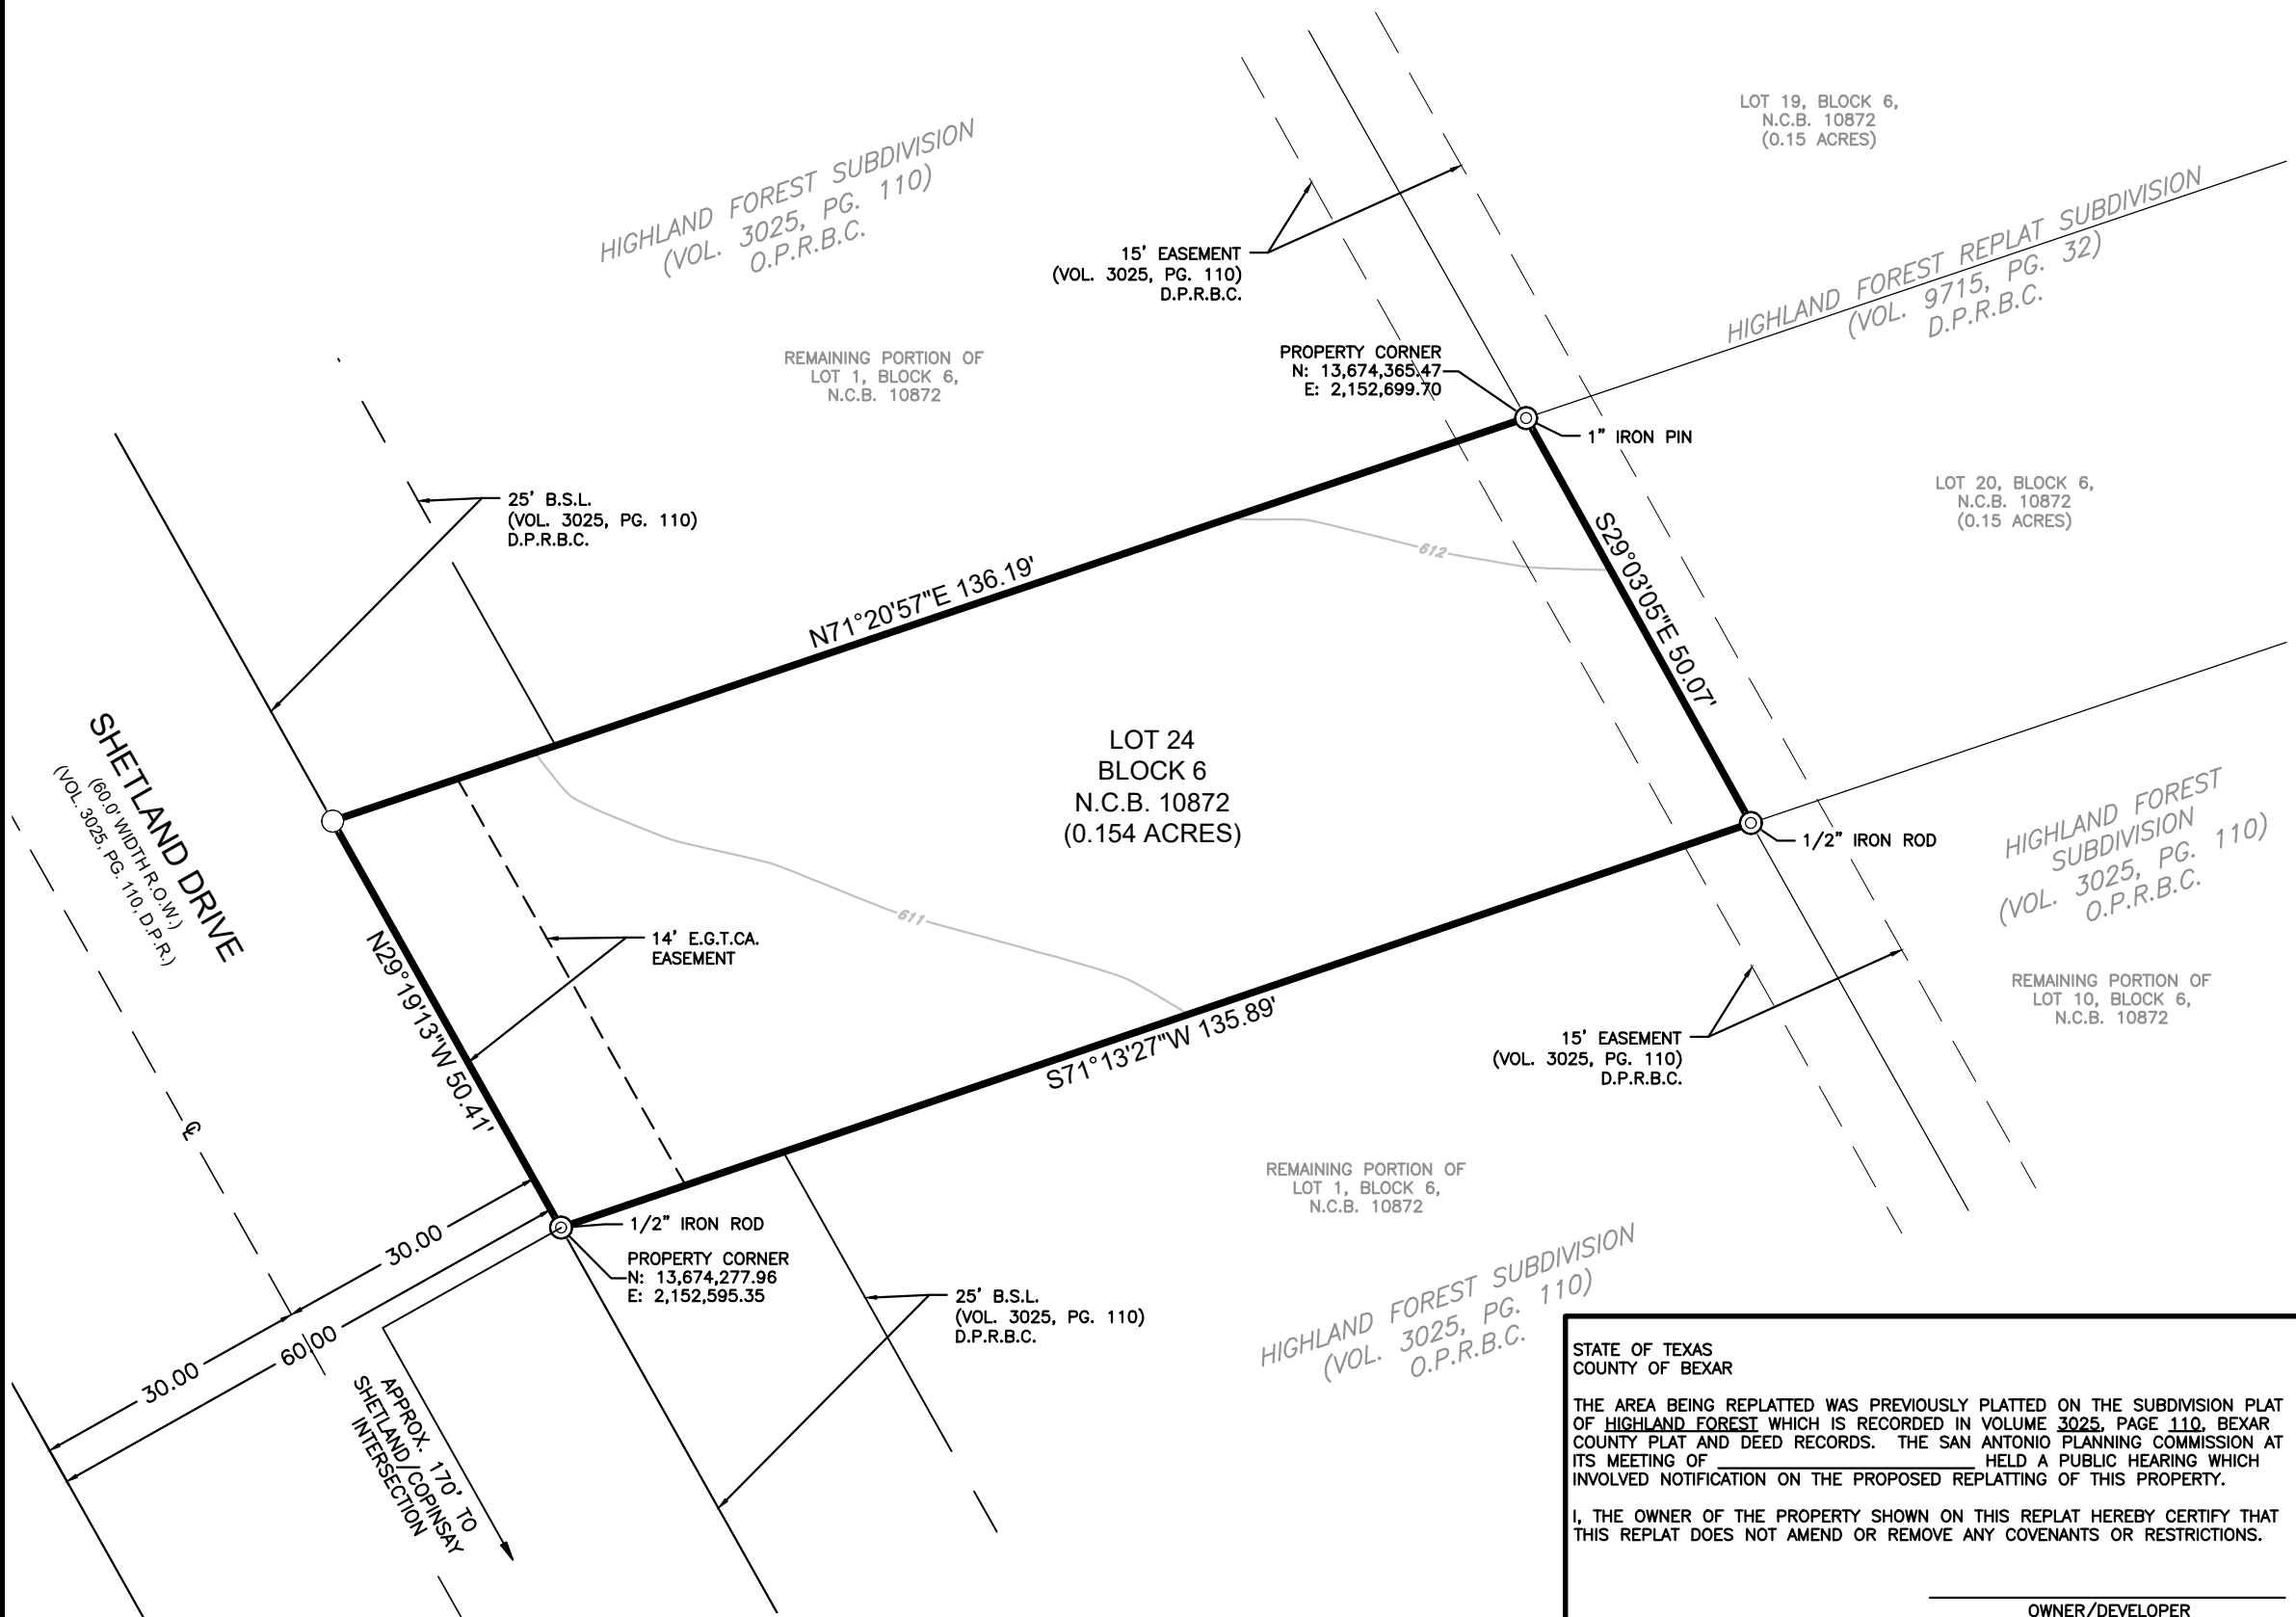 LOT 19, BLOCK 6,
N.C.B. 10872
(0.15 ACRES)
HIGHLAND FOREST SUBDIVISION
(VOL. 3025, PG. 110)
O.P.R.B.C.
HIGHLAND FOREST REPLAT SUBDIVISION
(VOL. 9715, PG. 32)
D.P.R.B.C.
15' EASEMENT
(VOL. 3025, PG. 110)
D.P.R.B.C.
REMAINING PORTION OF
LOT 1, BLOCK 6,
N.C.B. 10872
PROPERTY CORNER
N: 13,674,365.47
E: 2,152,699.70
1" IRON PIN
25' B.S.L.
(VOL. 3025, PG. 110)
D.P.R.B.C.
LOT 20, BLOCK 6,
N.C.B. 10872
(0.15 ACRES)
612
S29°03'05"E 50.07'
N71°20'57"E 136.19'
SHETLAND DRIVE
(60.0' WIDTH R.O.W.)
(VOL. 3025, PG. 110, D.P.R.)
LOT 24
BLOCK 6
N.C.B. 10872
(0.154 ACRES)
1/2" IRON ROD
HIGHLAND FOREST
SUBDIVISION
(VOL. 3025, PG. 110)
O.P.R.B.C.
611
14' E.G.T.CA.
EASEMENT
N29°19'13"W 50.41'
S71°13'27"W 135.89'
REMAINING PORTION OF
LOT 10, BLOCK 6,
N.C.B. 10872
15' EASEMENT
(VOL. 3025, PG. 110)
D.P.R.B.C.
℄
REMAINING PORTION OF
LOT 1, BLOCK 6,
N.C.B. 10872
30.00
30.00
60.00
1/2" IRON ROD
PROPERTY CORNER
N: 13,674,277.96
E: 2,152,595.35
25' B.S.L.
(VOL. 3025, PG. 110)
D.P.R.B.C.
HIGHLAND FOREST SUBDIVISION
(VOL. 3025, PG. 110)
O.P.R.B.C.
APPROX. 170' TO
SHETLAND/COPINSAY
INTERSECTION
STATE OF TEXAS
COUNTY OF BEXAR
THE AREA BEING REPLATTED WAS PREVIOUSLY PLATTED ON THE SUBDIVISION PLAT
OF HIGHLAND FOREST WHICH IS RECORDED IN VOLUME 3025, PAGE 110, BEXAR
COUNTY PLAT AND DEED RECORDS. THE SAN ANTONIO PLANNING COMMISSION AT
ITS MEETING OF ____________________ HELD A PUBLIC HEARING WHICH
INVOLVED NOTIFICATION ON THE PROPOSED REPLATTING OF THIS PROPERTY.
I, THE OWNER OF THE PROPERTY SHOWN ON THIS REPLAT HEREBY CERTIFY THAT
THIS REPLAT DOES NOT AMEND OR REMOVE ANY COVENANTS OR RESTRICTIONS.
OWNER/DEVELOPER